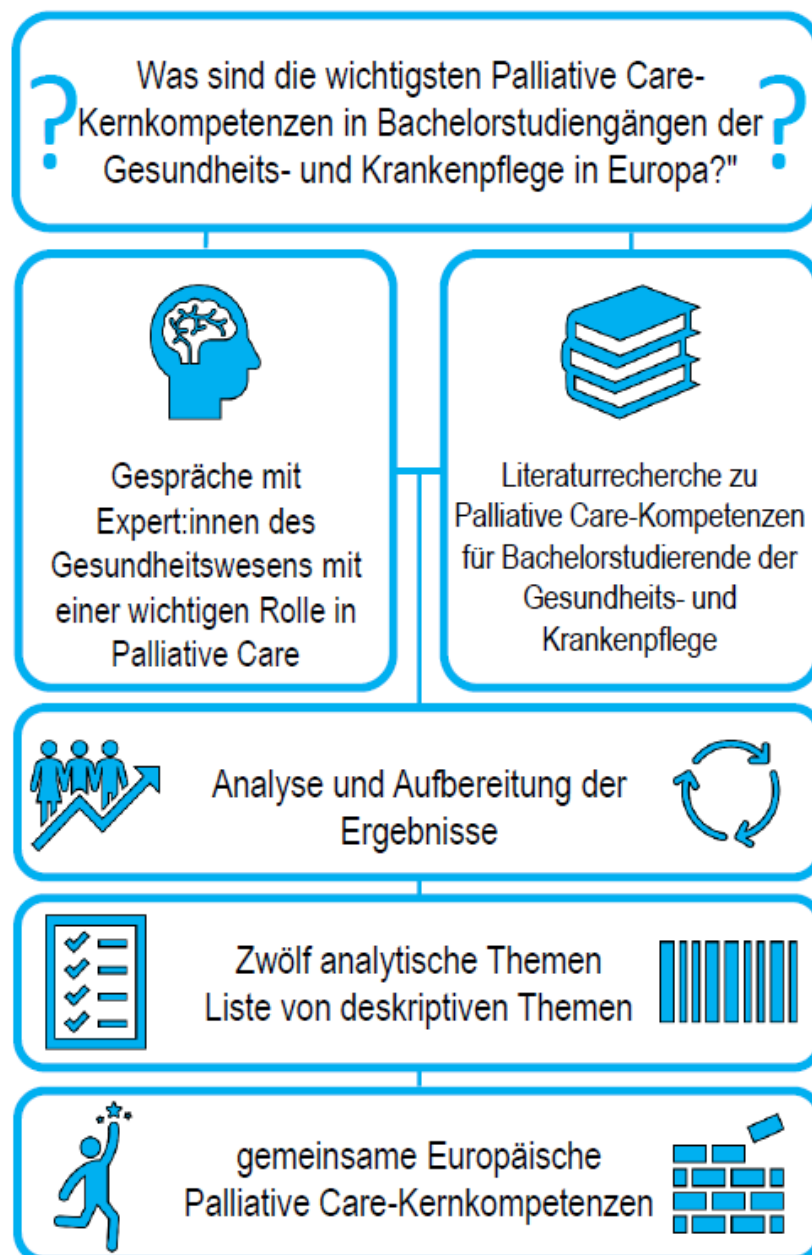 ? Was sind die wichtigsten Palliative Care- ?
Kernkompetenzen in Bachelorstudiengängen der
Gesundheits- und Krankenpflege in Europa?"
Gespräche mit
Expert:innen des
Gesundheitswesens mit
einer wichtigen Rolle in
Palliative Care
Literaturrecherche zu
Palliative Care-Kompetenzen
für Bachelorstudierende der
Gesundheits- und
Krankenpflege
Analyse und Aufbereitung der
Ergebnisse
Zwölf analytische Themen
Liste von deskriptiven Themen
gemeinsame Europäische
Palliative Care-Kernkompetenzen